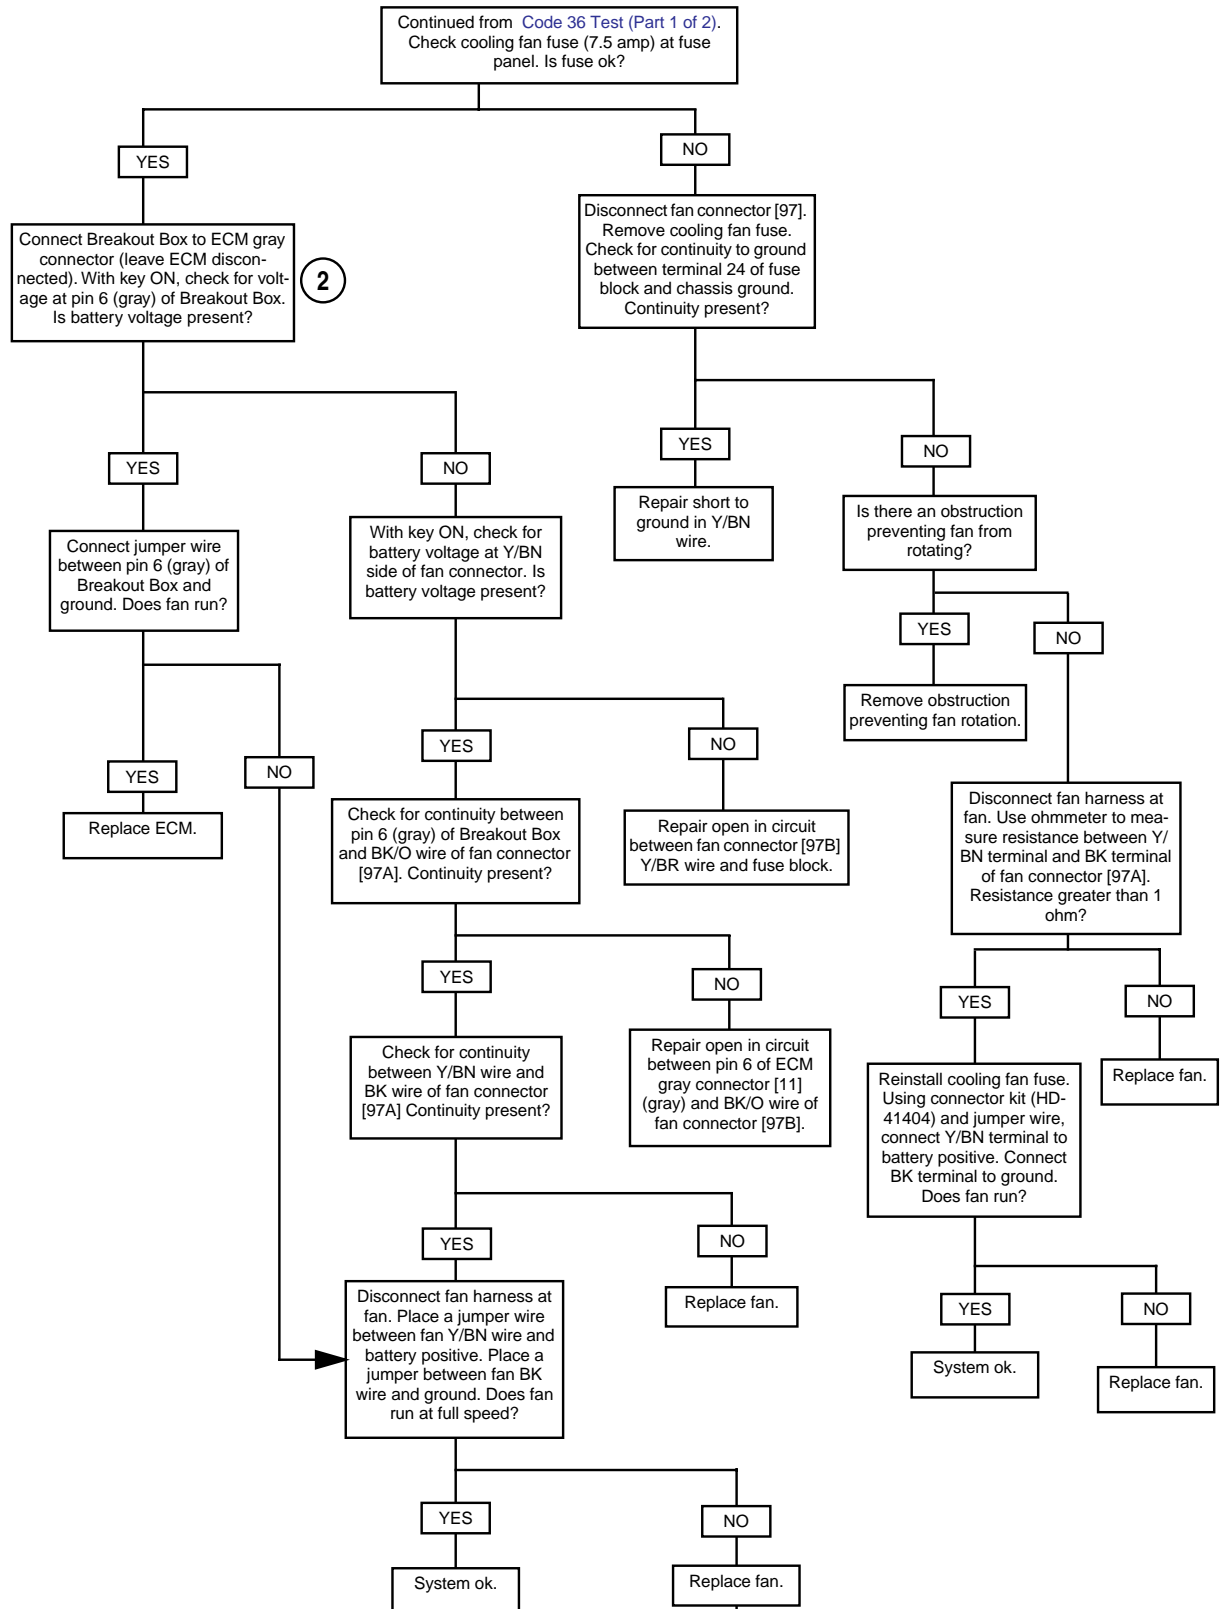 Continued from Code 36 Test (Part 1 of 2).
Check cooling fan fuse (7.5 amp) at fuse
panel. Is fuse ok?
YES
NO
Connect Breakout Box to ECM gray
connector (leave ECM discon-
nected). With key ON, check for volt-
age at pin 6 (gray) of Breakout Box.
Is battery voltage present?
2
Disconnect fan connector [97].
Remove cooling fan fuse.
Check for continuity to ground
between terminal 24 of fuse
block and chassis ground.
Continuity present?
YES
NO
YES
NO
Connect jumper wire
between pin 6 (gray) of
Breakout Box and
ground. Does fan run?
With key ON, check for
battery voltage at Y/BN
side of fan connector. Is
battery voltage present?
Repair short to
ground in Y/BN
wire.
Is there an obstruction
preventing fan from
rotating?
YES
NO
Remove obstruction
preventing fan rotation.
YES
NO
YES
NO
Replace ECM.
Check for continuity between
pin 6 (gray) of Breakout Box
and BK/O wire of fan connector
[97A]. Continuity present?
Repair open in circuit
between fan connector [97B]
Y/BR wire and fuse block.
Disconnect fan harness at
fan. Use ohmmeter to mea-
sure resistance between Y/
BN terminal and BK terminal
of fan connector [97A].
Resistance greater than 1
ohm?
YES
NO
YES
NO
Check for continuity
between Y/BN wire and
BK wire of fan connector
[97A] Continuity present?
Repair open in circuit
between pin 6 of ECM
gray connector [11]
(gray) and BK/O wire of
fan connector [97B].
Reinstall cooling fan fuse.
Using connector kit (HD-
41404) and jumper wire,
connect Y/BN terminal to
battery positive. Connect
BK terminal to ground.
Does fan run?
Replace fan.
YES
NO
YES
NO
Disconnect fan harness at
fan. Place a jumper wire
between fan Y/BN wire and
battery positive. Place a
jumper between fan BK
wire and ground. Does fan
run at full speed?
Replace fan.
System ok.
Replace fan.
YES
NO
System ok.
Replace fan.